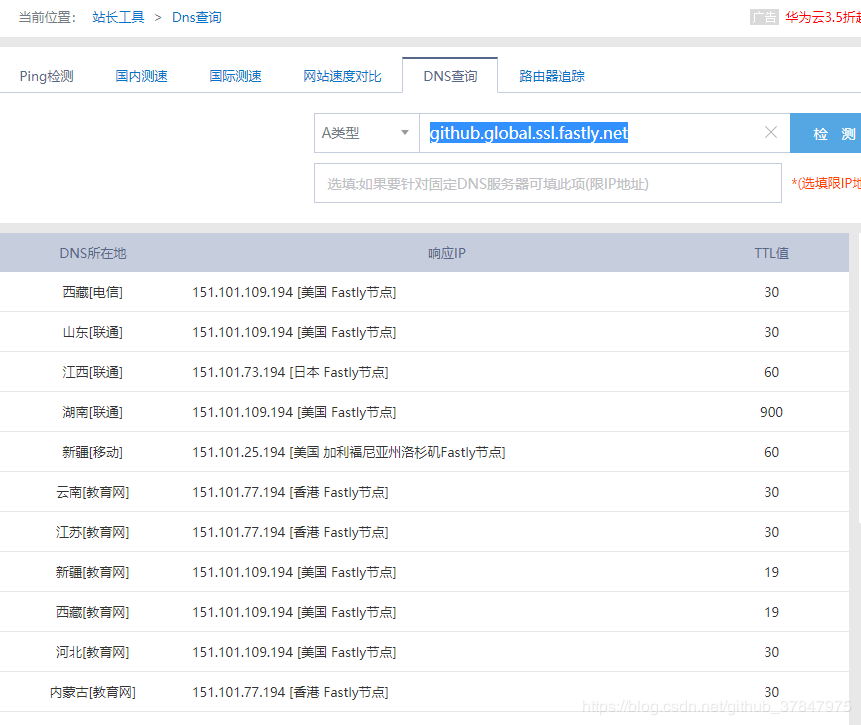 当前位置： 站长工具 > Dns查询
广告 华为云3.5折起
Ping检测 国内测速 国际测速 网站速度对比 DNS查询 路由器追踪
A类型 github.global.ssl.fastly.net 检 测
选填:如果要针对固定DNS服务器可填此项(限IP地址) *(选填限IP地
DNS所在地 响应IP TTL值
西藏[电信] 151.101.109.194 [美国 Fastly节点] 30
山东[联通] 151.101.109.194 [美国 Fastly节点] 30
江西[联通] 151.101.73.194 [日本 Fastly节点] 60
湖南[联通] 151.101.109.194 [美国 Fastly节点] 900
新疆[移动] 151.101.25.194 [美国 加利福尼亚州洛杉矶Fastly节点] 60
云南[教育网] 151.101.77.194 [香港 Fastly节点] 30
江苏[教育网] 151.101.77.194 [香港 Fastly节点] 30
新疆[教育网] 151.101.109.194 [美国 Fastly节点] 19
西藏[教育网] 151.101.109.194 [美国 Fastly节点] 19
河北[教育网] 151.101.109.194 [美国 Fastly节点] 30
内蒙古[教育网] 151.101.77.194 [香港 Fastly节点] 30
https://blog.csdn.net/github_37847975